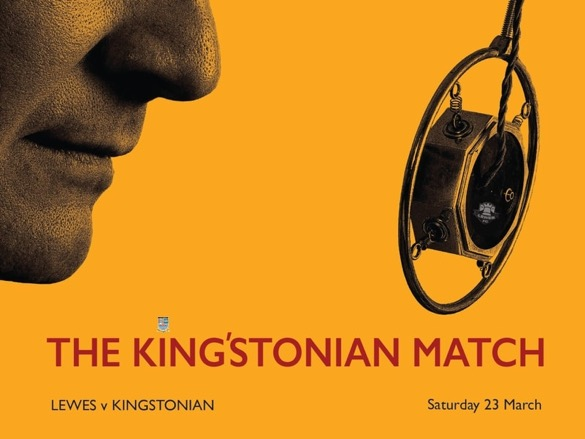 THE KING'STONIAN MATCH
LEWES v KINGSTONIAN
Saturday 23 March